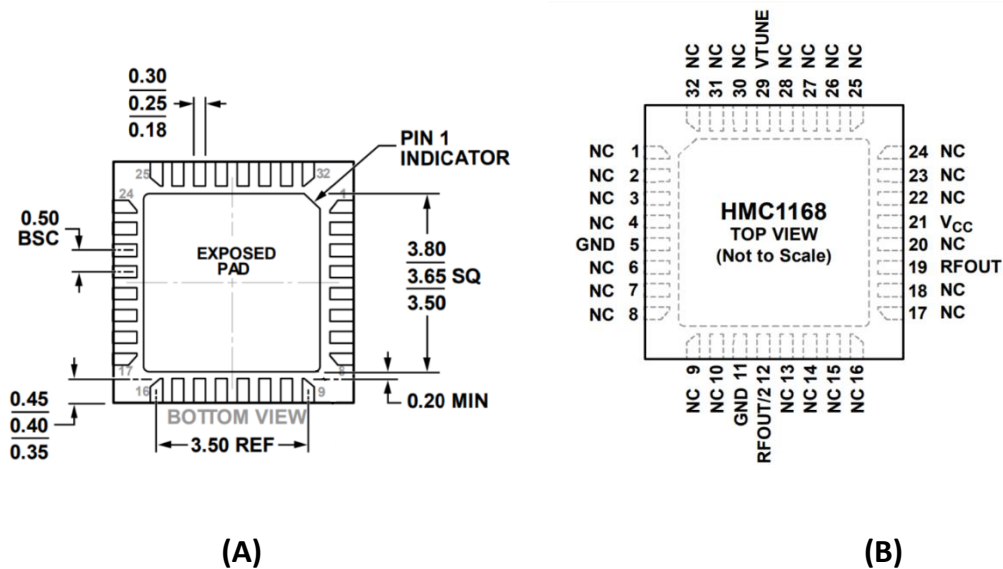 0.30
0.25
0.18
PIN 1
INDICATOR
25
32
24
1
0.50
BSC
EXPOSED
PAD
3.80
3.65 SQ
3.50
17
8
16
9
0.45
0.40
0.35
BOTTOM VIEW
0.20 MIN
3.50 REF
(A)
32 NC
31 NC
30 NC
29 VTUNE
28 NC
27 NC
26 NC
25 NC
NC 1
NC 2
NC 3
NC 4
GND 5
NC 6
NC 7
NC 8
HMC1168
TOP VIEW
(Not to Scale)
24 NC
23 NC
22 NC
21 VCC
20 NC
19 RFOUT
18 NC
17 NC
NC 9
NC 10
GND 11
RFOUT/2 12
NC 13
NC 14
NC 15
NC 16
(B)